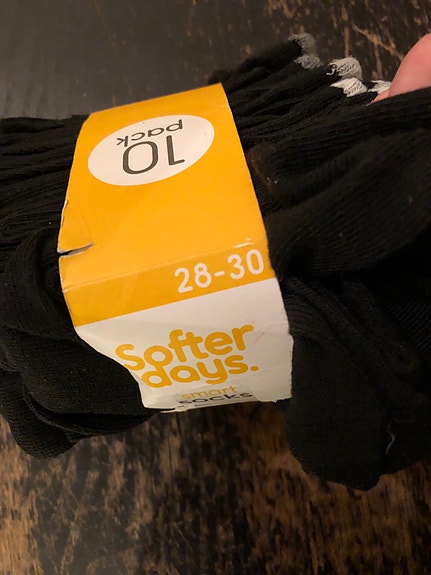 10
pack
28-30
Softer
days.
smart
socks